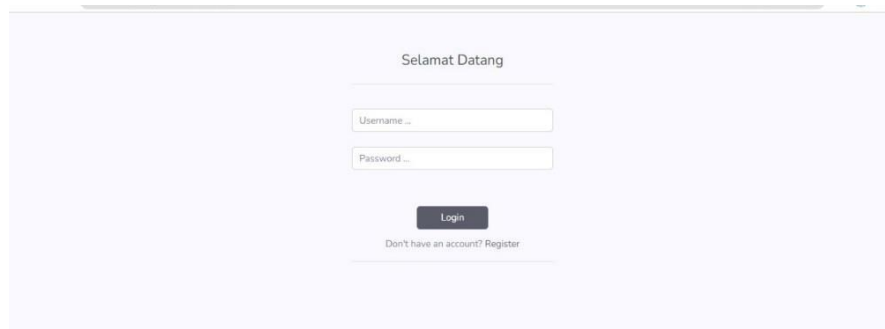 Selamat Datang
Username ...
Password ...
Login
Don't have an account? Register